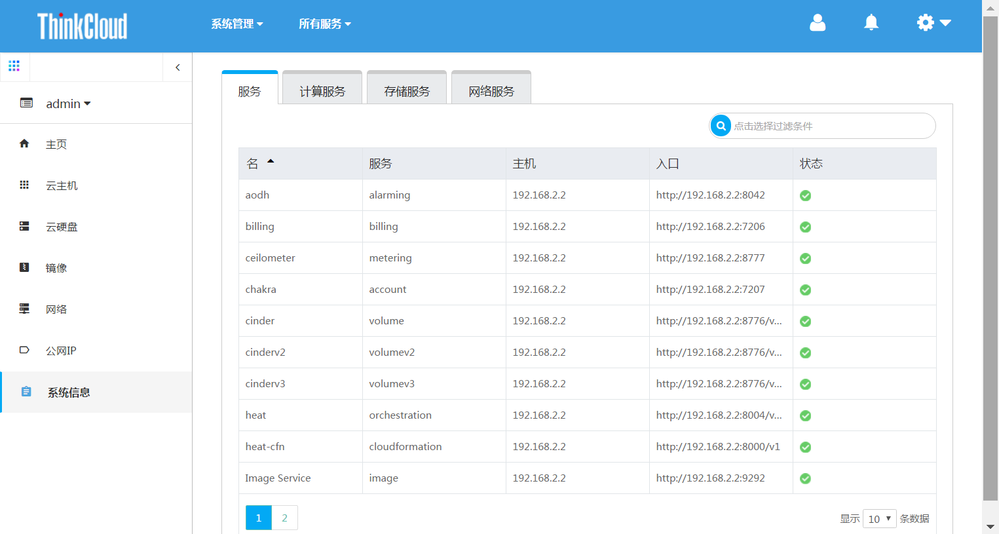 ThinkCloud
系统管理 所有服务
admin
主页
云主机
云硬盘
镜像
网络
公网IP
系统信息
服务 计算服务 存储服务 网络服务
点击选择过滤条件
名 服务 主机 入口 状态
aodh alarming 192.168.2.2 http://192.168.2.2:8042
billing billing 192.168.2.2 http://192.168.2.2:7206
ceilometer metering 192.168.2.2 http://192.168.2.2:8777
chakra account 192.168.2.2 http://192.168.2.2:7207
cinder volume 192.168.2.2 http://192.168.2.2:8776/v...
cinderv2 volumev2 192.168.2.2 http://192.168.2.2:8776/v...
cinderv3 volumev3 192.168.2.2 http://192.168.2.2:8776/v...
heat orchestration 192.168.2.2 http://192.168.2.2:8004/v...
heat-cfn cloudformation 192.168.2.2 http://192.168.2.2:8000/v1
Image Service image 192.168.2.2 http://192.168.2.2:9292
1 2 显示 10 条数据